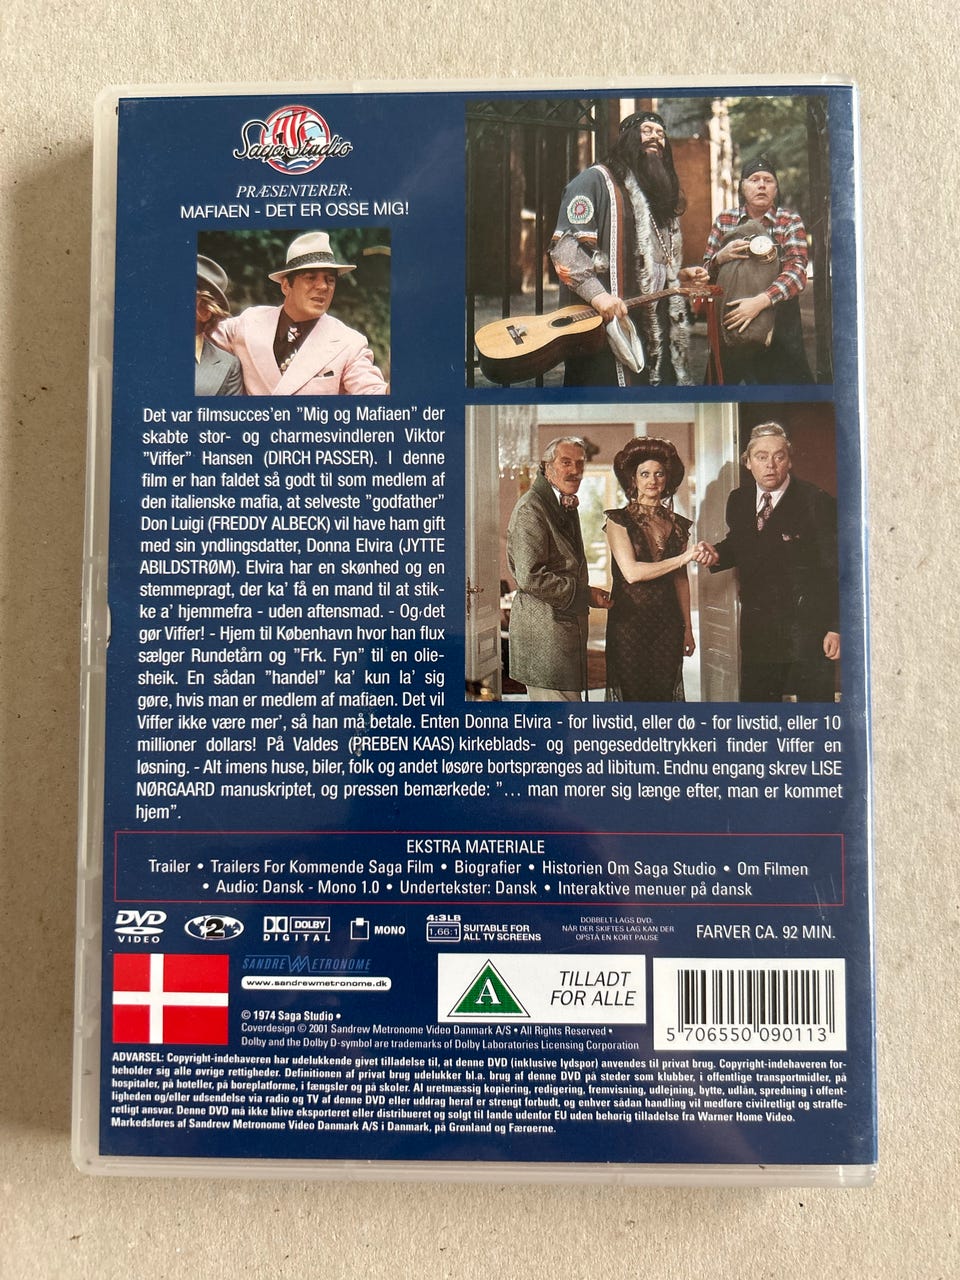 Saga Studio
PRÆSENTERER:
MAFIAEN - DET ER OSSE MIG!
Det var filmsucces'en "Mig og Mafiaen" der
skabte stor- og charmesvindleren Viktor
"Viffer" Hansen (DIRCH PASSER). I denne
film er han faldet så godt til som medlem af
den italienske mafia, at selveste "godfather"
Don Luigi (FREDDY ALBECK) vil have ham gift
med sin yndlingsdatter, Donna Elvira (JYTTE
ABILDSTRØM). Elvira har en skønhed og en
stemmepragt, der ka' få en mand til at stik-
ke a' hjemmefra - uden aftensmad. - Og det
gør Viffer! - Hjem til København hvor han flux
sælger Rundetårn og "Frk. Fyn" til en olie-
sheik. En sådan "handel" ka' kun la' sig
gøre, hvis man er medlem af mafiaen. Det vil
Viffer ikke være mer', så han må betale. Enten Donna Elvira - for livstid, eller dø - for livstid, eller 10
millioner dollars! På Valdes (PREBEN KAAS) kirkeblads- og pengeseddeltrykkeri finder Viffer en
løsning. - Alt imens huse, biler, folk og andet løsøre bortsprænges ad libitum. Endnu engang skrev LISE
NØRGAARD manuskriptet, og pressen bemærkede: "... man morer sig længe efter, man er kommet
hjem".
EKSTRA MATERIALE
Trailer • Trailers For Kommende Saga Film • Biografier • Historien Om Saga Studio • Om Filmen
• Audio: Dansk - Mono 1.0 • Undertekster: Dansk • Interaktive menuer på dansk
DVD
VIDEO
2
DOLBY
DIGITAL
MONO
4:3LB
1,66:1
SUITABLE FOR
ALL TV SCREENS
DOBBELT-LAGS DVD:
NÅR DER SKIFTES LAG KAN DER
OPSTÅ EN KORT PAUSE
FARVER CA. 92 MIN.
SANDREW METRONOME
www.sandrewmetronome.dk
A
TILLADT
FOR ALLE
5 706550 090113
© 1974 Saga Studio •
Coverdesign © 2001 Sandrew Metronome Video Danmark A/S • All Rights Reserved •
Dolby and the Dolby D-symbol are trademarks of Dolby Laboratories Licensing Corporation
ADVARSEL: Copyright-indehaveren har udelukkende givet tilladelse til, at denne DVD (inklusive lydspor) anvendes til privat brug. Copyright-indehaveren for-
beholder sig alle øvrige rettigheder. Definitionen af privat brug udelukker bl.a. brug af denne DVD på steder som klubber, i offentlige transportmidler, på
hospitaler, på hoteller, på boreplatforme, i fængsler og på skoler. Al uretmæssig kopiering, redigering, fremvisning, udlejning, bytte, udlån, spredning i offent-
ligheden og/eller udsendelse via radio og TV af denne DVD eller uddrag heraf er strengt forbudt, og enhver sådan handling vil medføre civilretligt og straffe-
retligt ansvar. Denne DVD må ikke blive eksporteret eller distribueret og solgt til lande udenfor EU uden behørig tilladelse fra Warner Home Video.
Markedsføres af Sandrew Metronome Video Danmark A/S i Danmark, på Grønland og Færøerne.